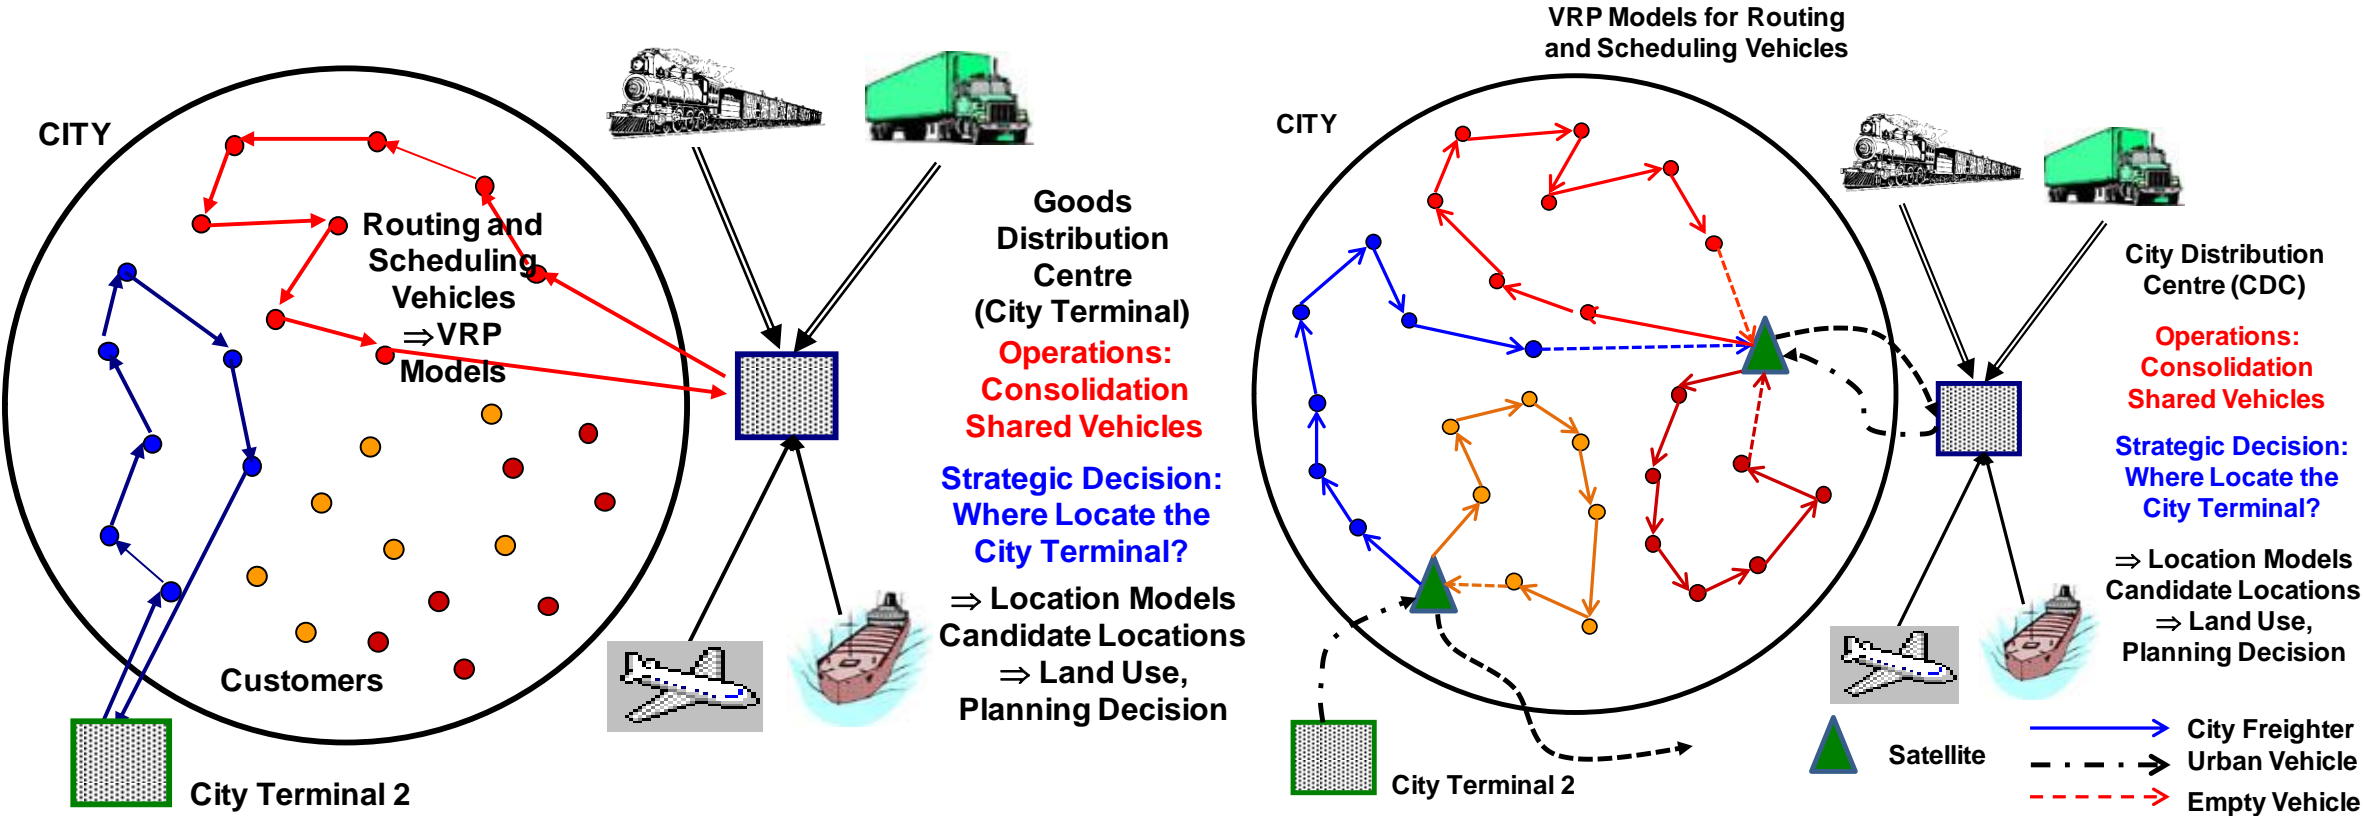 CITY
Routing and
Scheduling
Vehicles
⇒VRP
Models
Customers
City Terminal 2
Goods
Distribution
Centre
(City Terminal)
Operations:
Consolidation
Shared Vehicles
Strategic Decision:
Where Locate the
City Terminal?
⇒ Location Models
Candidate Locations
⇒ Land Use,
Planning Decision
VRP Models for Routing
and Scheduling Vehicles
CITY
City Terminal 2
City Distribution
Centre (CDC)
Operations:
Consolidation
Shared Vehicles
Strategic Decision:
Where Locate the
City Terminal?
⇒ Location Models
Candidate Locations
⇒ Land Use,
Planning Decision
Satellite
City Freighter
Urban Vehicle
Empty Vehicle